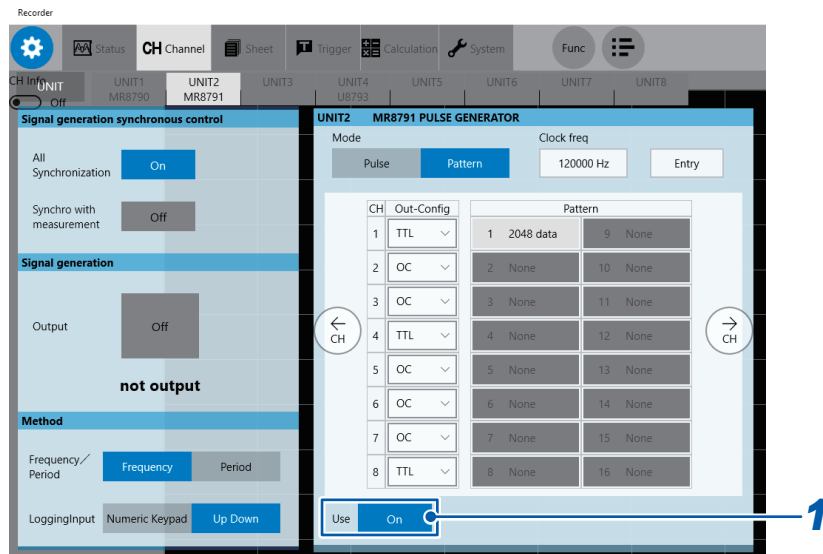 Recorder
Status CH Channel Sheet Trigger Calculation System Func
CH Info UNIT UNIT1 UNIT2 UNIT3 UNIT4 UNIT5 UNIT6 UNIT7 UNIT8
Off MR8790 MR8791 U8793
Signal generation synchronous control
All
Synchronization On
Synchro with
measurement Off
Signal generation
Output Off
not output
Method
Frequency／
Period Frequency Period
LoggingInput Numeric Keypad Up Down
UNIT2 MR8791 PULSE GENERATOR
Mode Clock freq
Pulse Pattern 120000 Hz Entry
CH Out-Config Pattern
1 TTL 1 2048 data 9 None
2 OC 2 None 10 None
3 OC 3 None 11 None
4 TTL 4 None 12 None
5 OC 5 None 13 None
6 OC 6 None 14 None
7 OC 7 None 15 None
8 TTL 8 None 16 None
← CH
→ CH
Use On
1